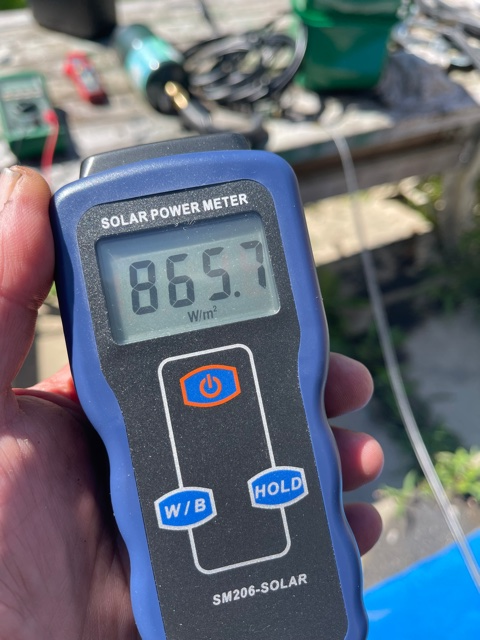 SOLAR POWER METER
865.7
W/m²
W/B
HOLD
SM206-SOLAR